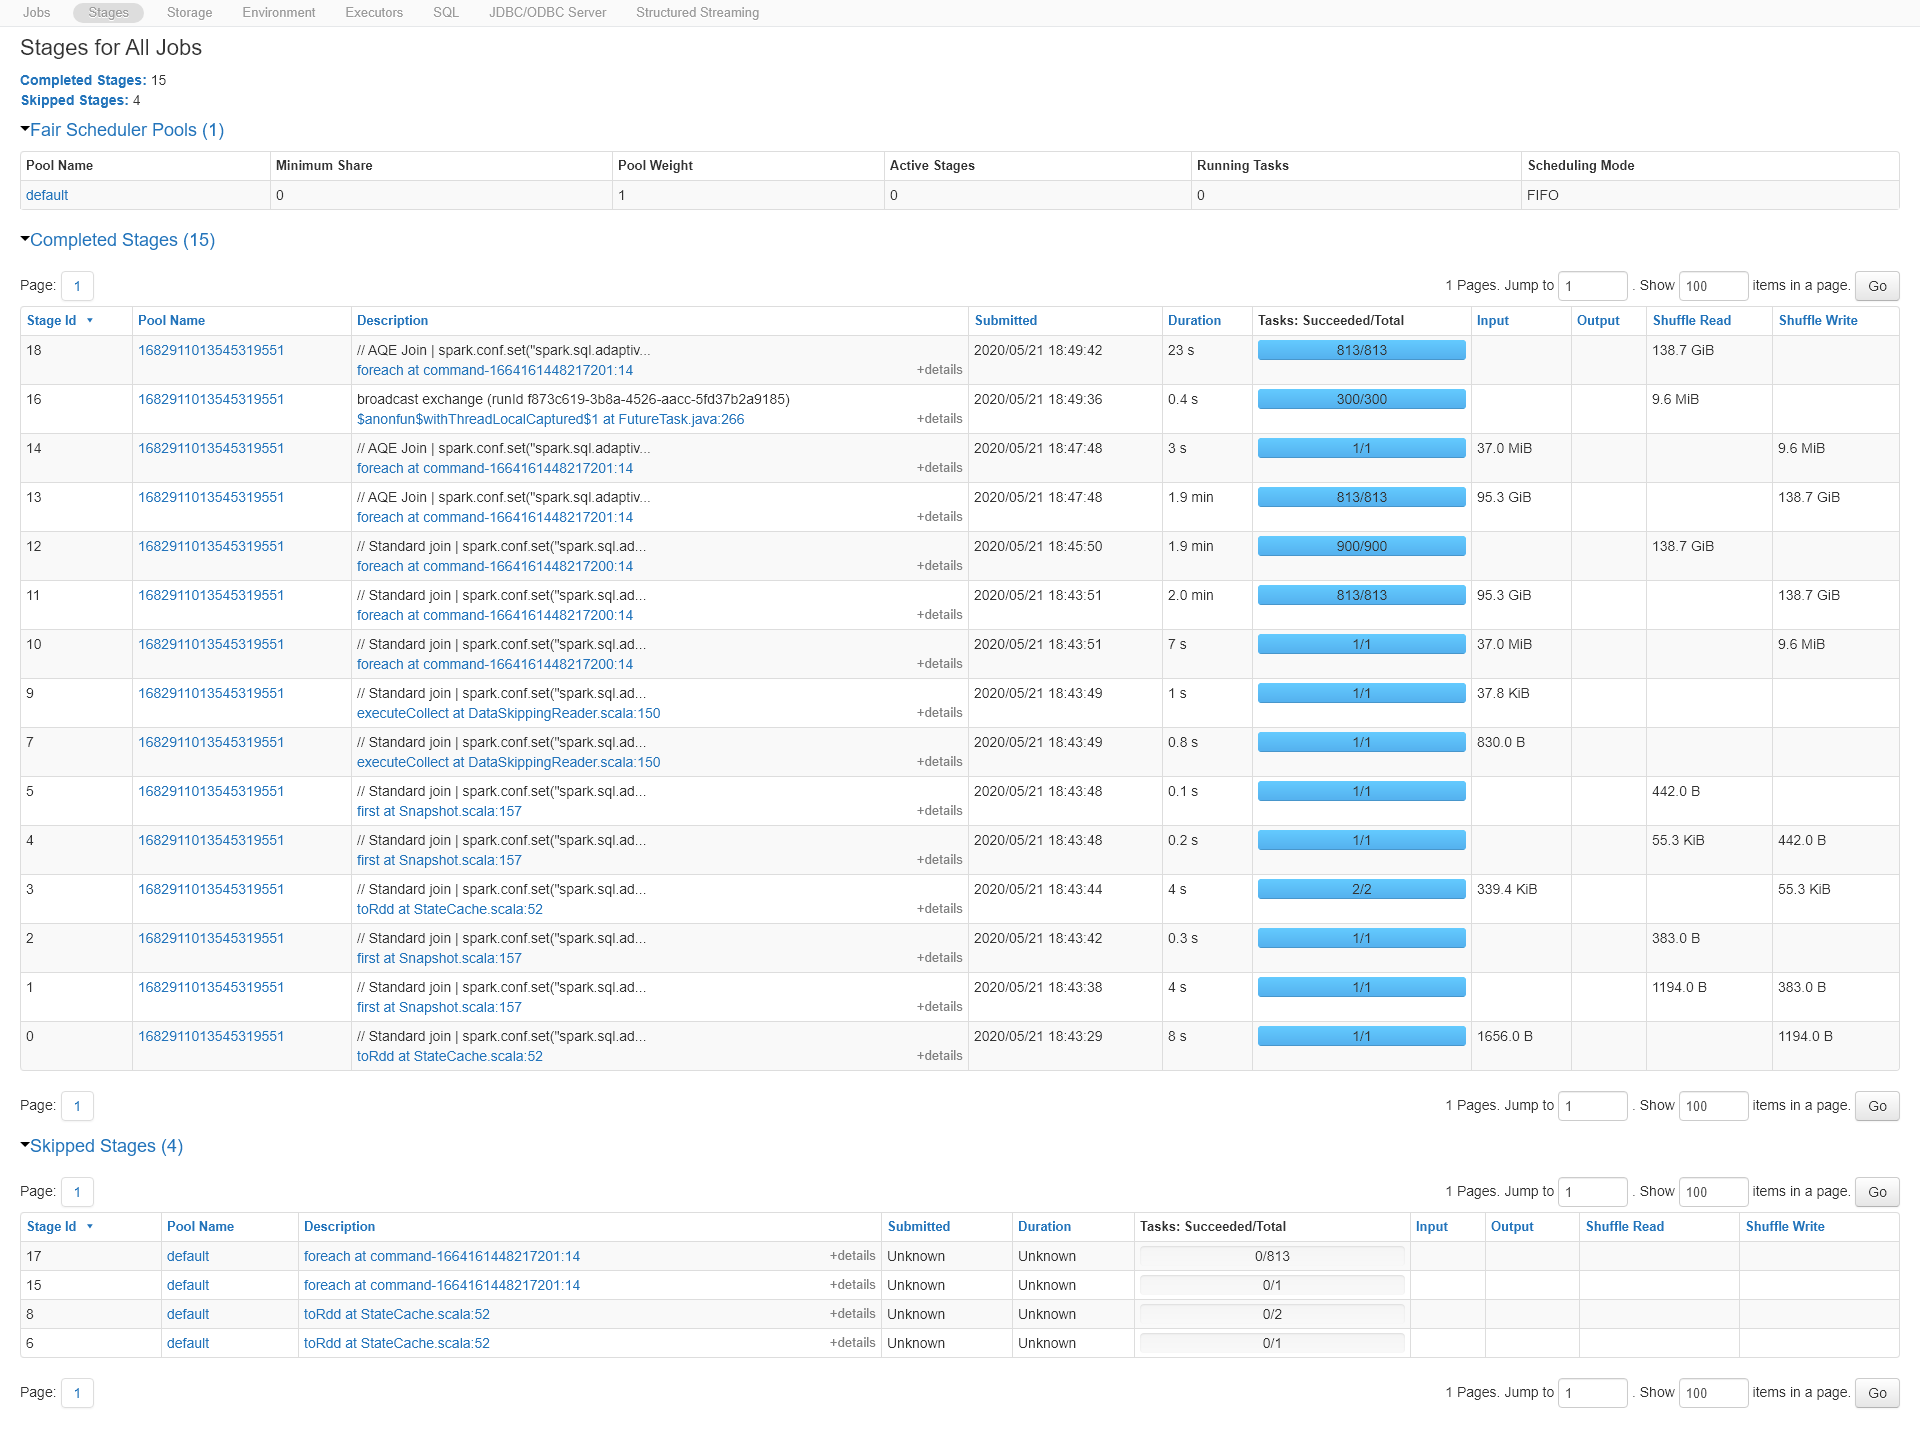 Jobs Stages Storage Environment Executors SQL JDBC/ODBC Server Structured Streaming
Stages for All Jobs
Completed Stages: 15
Skipped Stages: 4
Fair Scheduler Pools (1)
Pool Name Minimum Share Pool Weight Active Stages Running Tasks Scheduling Mode
default 0 1 0 0 FIFO
Completed Stages (15)
Page: 1 1 Pages. Jump to 1 . Show 100 items in a page. Go
Stage Id ▾ Pool Name Description Submitted Duration Tasks: Succeeded/Total Input Output Shuffle Read Shuffle Write
18 1682911013545319551 // AQE Join | spark.conf.set("spark.sql.adaptiv... 2020/05/21 18:49:42 23 s 813/813 138.7 GiB
foreach at command-1664161448217201:14 +details
16 1682911013545319551 broadcast exchange (runId f873c619-3b8a-4526-aacc-5fd37b2a9185) 2020/05/21 18:49:36 0.4 s 300/300 9.6 MiB
$anonfun$withThreadLocalCaptured$1 at FutureTask.java:266 +details
14 1682911013545319551 // AQE Join | spark.conf.set("spark.sql.adaptiv... 2020/05/21 18:47:48 3 s 1/1 37.0 MiB 9.6 MiB
foreach at command-1664161448217201:14 +details
13 1682911013545319551 // AQE Join | spark.conf.set("spark.sql.adaptiv... 2020/05/21 18:47:48 1.9 min 813/813 95.3 GiB 138.7 GiB
foreach at command-1664161448217201:14 +details
12 1682911013545319551 // Standard join | spark.conf.set("spark.sql.ad... 2020/05/21 18:45:50 1.9 min 900/900 138.7 GiB
foreach at command-1664161448217200:14 +details
11 1682911013545319551 // Standard join | spark.conf.set("spark.sql.ad... 2020/05/21 18:43:51 2.0 min 813/813 95.3 GiB 138.7 GiB
foreach at command-1664161448217200:14 +details
10 1682911013545319551 // Standard join | spark.conf.set("spark.sql.ad... 2020/05/21 18:43:51 7 s 1/1 37.0 MiB 9.6 MiB
foreach at command-1664161448217200:14 +details
9 1682911013545319551 // Standard join | spark.conf.set("spark.sql.ad... 2020/05/21 18:43:49 1 s 1/1 37.8 KiB
executeCollect at DataSkippingReader.scala:150 +details
7 1682911013545319551 // Standard join | spark.conf.set("spark.sql.ad... 2020/05/21 18:43:49 0.8 s 1/1 830.0 B
executeCollect at DataSkippingReader.scala:150 +details
5 1682911013545319551 // Standard join | spark.conf.set("spark.sql.ad... 2020/05/21 18:43:48 0.1 s 1/1 442.0 B
first at Snapshot.scala:157 +details
4 1682911013545319551 // Standard join | spark.conf.set("spark.sql.ad... 2020/05/21 18:43:48 0.2 s 1/1 55.3 KiB 442.0 B
first at Snapshot.scala:157 +details
3 1682911013545319551 // Standard join | spark.conf.set("spark.sql.ad... 2020/05/21 18:43:44 4 s 2/2 339.4 KiB 55.3 KiB
toRdd at StateCache.scala:52 +details
2 1682911013545319551 // Standard join | spark.conf.set("spark.sql.ad... 2020/05/21 18:43:42 0.3 s 1/1 383.0 B
first at Snapshot.scala:157 +details
1 1682911013545319551 // Standard join | spark.conf.set("spark.sql.ad... 2020/05/21 18:43:38 4 s 1/1 1194.0 B 383.0 B
first at Snapshot.scala:157 +details
0 1682911013545319551 // Standard join | spark.conf.set("spark.sql.ad... 2020/05/21 18:43:29 8 s 1/1 1656.0 B 1194.0 B
toRdd at StateCache.scala:52 +details
Page: 1 1 Pages. Jump to 1 . Show 100 items in a page. Go
Skipped Stages (4)
Page: 1 1 Pages. Jump to 1 . Show 100 items in a page. Go
Stage Id ▾ Pool Name Description Submitted Duration Tasks: Succeeded/Total Input Output Shuffle Read Shuffle Write
17 default foreach at command-1664161448217201:14 +details Unknown Unknown 0/813
15 default foreach at command-1664161448217201:14 +details Unknown Unknown 0/1
8 default toRdd at StateCache.scala:52 +details Unknown Unknown 0/2
6 default toRdd at StateCache.scala:52 +details Unknown Unknown 0/1
Page: 1 1 Pages. Jump to 1 . Show 100 items in a page. Go